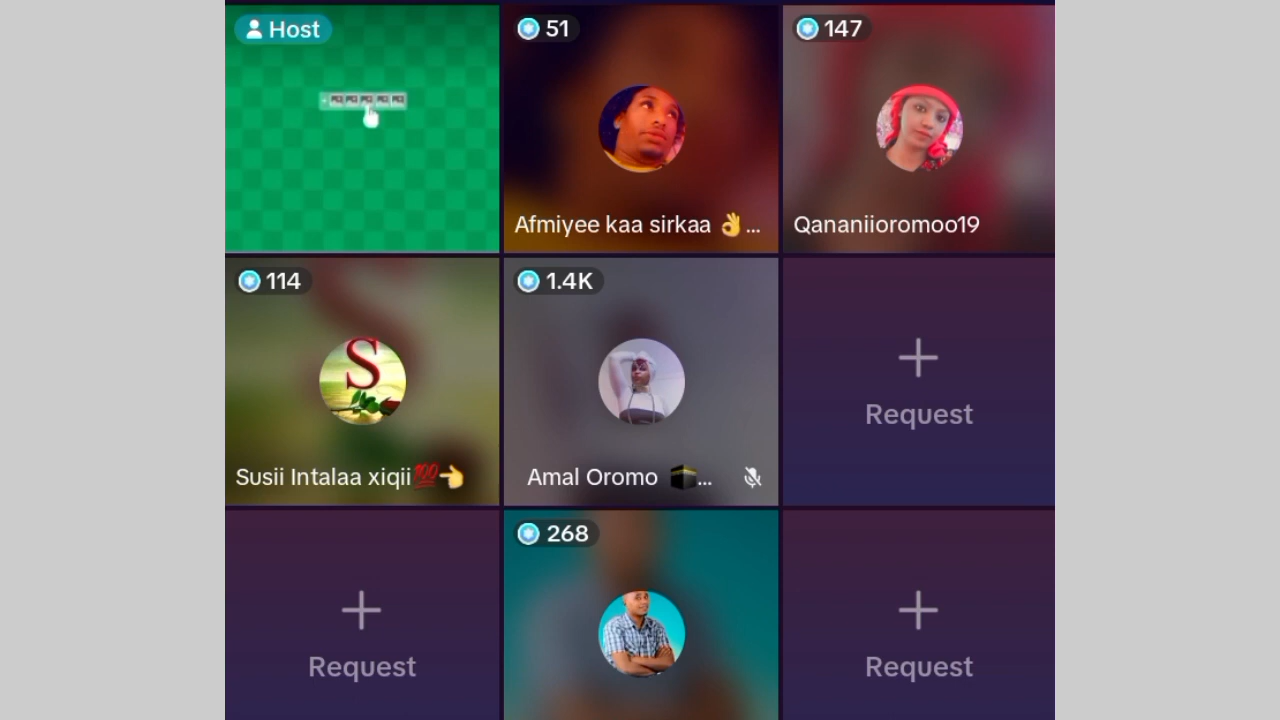 Host
51
147
Afmiyee kaa sirkaa 👌...
Qananiioromoo19
114
1.4K
S
Susii Intalaa xiqii💯👈
Amal Oromo 🕋...
Request
268
Request
Request